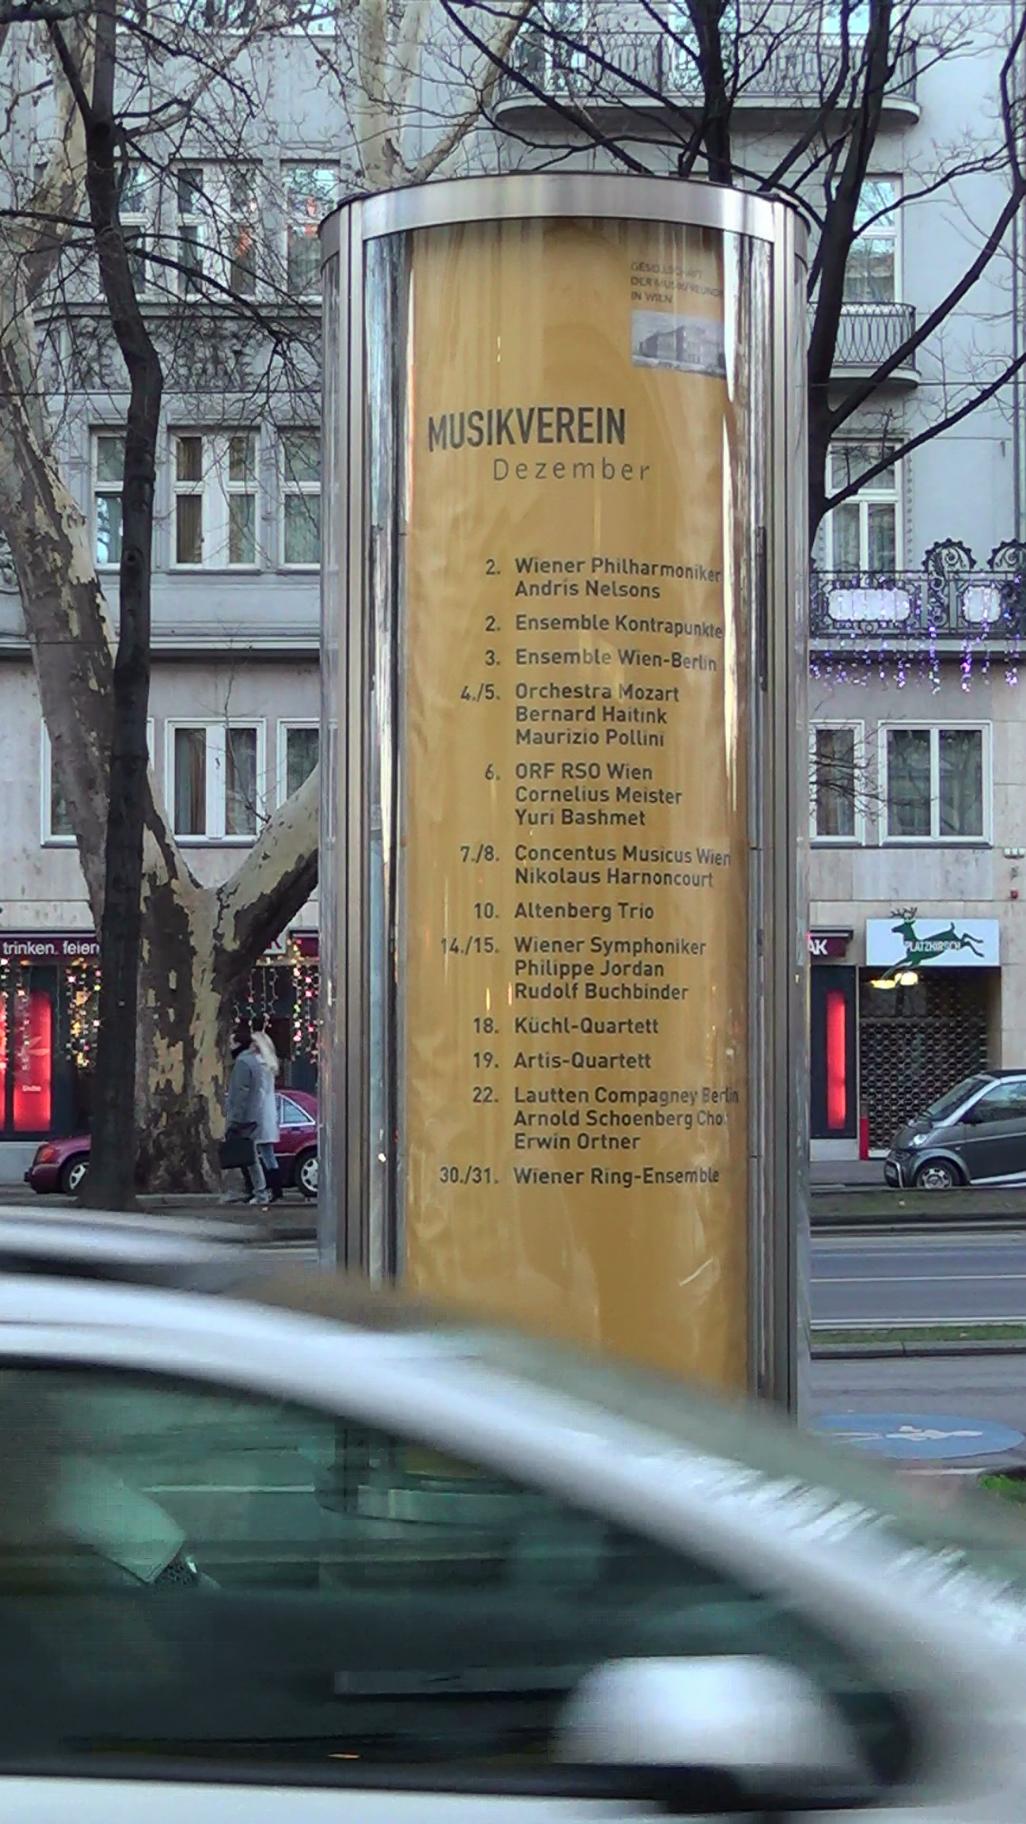 GESELLSCHAFT
DER MUSIKFREUNDE
IN WIEN
MUSIKVEREIN
Dezember
2. Wiener Philharmoniker
Andris Nelsons
2. Ensemble Kontrapunkte
3. Ensemble Wien-Berlin
4./5. Orchestra Mozart
Bernard Haitink
Maurizio Pollini
6. ORF RSO Wien
Cornelius Meister
Yuri Bashmet
7./8. Concentus Musicus Wien
Nikolaus Harnoncourt
10. Altenberg Trio
14./15. Wiener Symphoniker
Philippe Jordan
Rudolf Buchbinder
18. Küchl-Quartett
19. Artis-Quartett
22. Lautten Compagney Berlin
Arnold Schoenberg Chor
Erwin Ortner
30./31. Wiener Ring-Ensemble
trinken. feiern
AK
PLATZHIRSCH